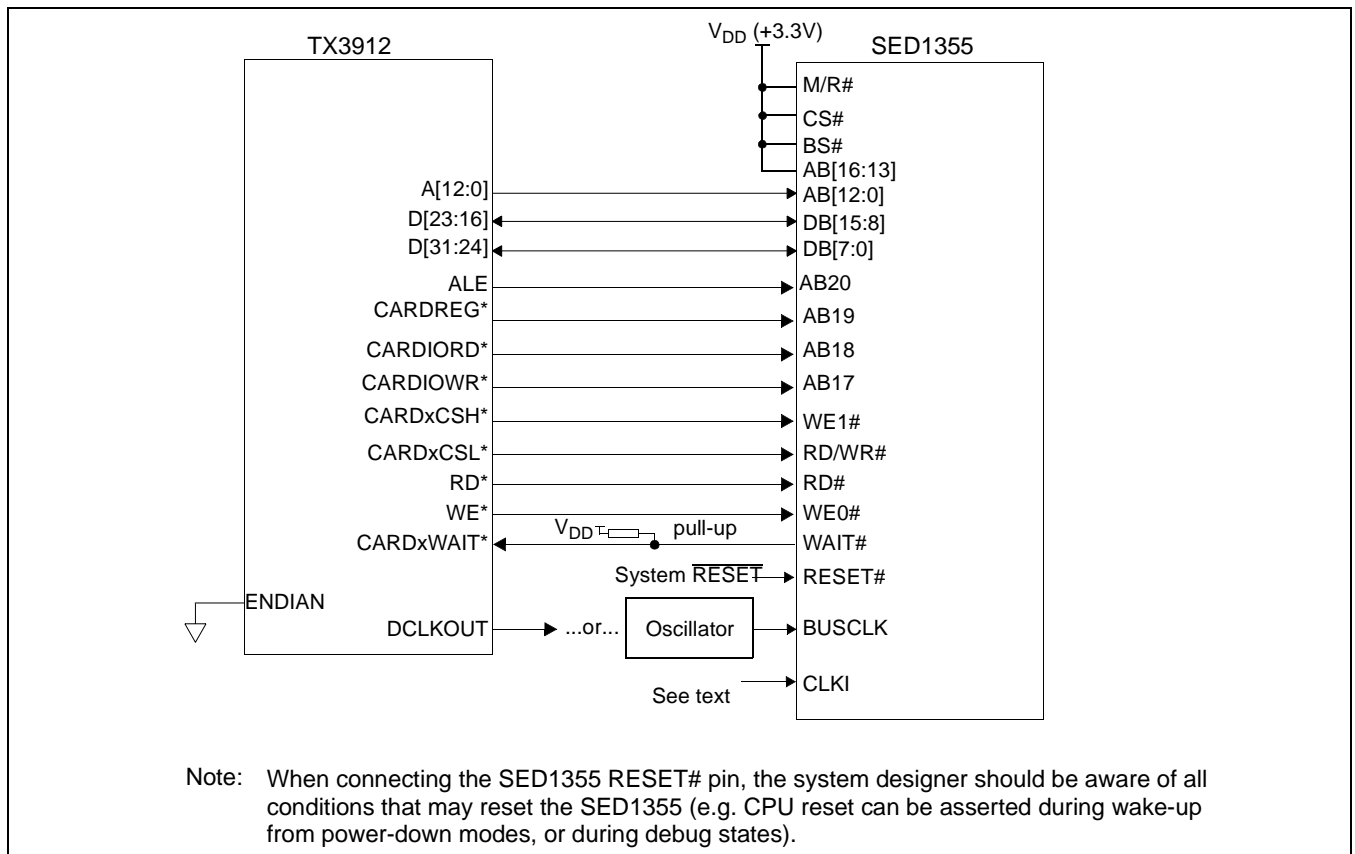 V_DD (+3.3V)
TX3912
SED1355
M/R#
CS#
BS#
AB[16:13]
A[12:0]
AB[12:0]
D[23:16]
DB[15:8]
D[31:24]
DB[7:0]
ALE
AB20
CARDREG*
AB19
CARDIORD*
AB18
CARDIOWR*
AB17
CARDxCSH*
WE1#
CARDxCSL*
RD/WR#
RD*
RD#
WE*
WE0#
V_DD
pull-up
CARDxWAIT*
WAIT#
System RESET
RESET#
ENDIAN
DCLKOUT
...or...
Oscillator
BUSCLK
See text
CLKI
Note: When connecting the SED1355 RESET# pin, the system designer should be aware of all
conditions that may reset the SED1355 (e.g. CPU reset can be asserted during wake-up
from power-down modes, or during debug states).